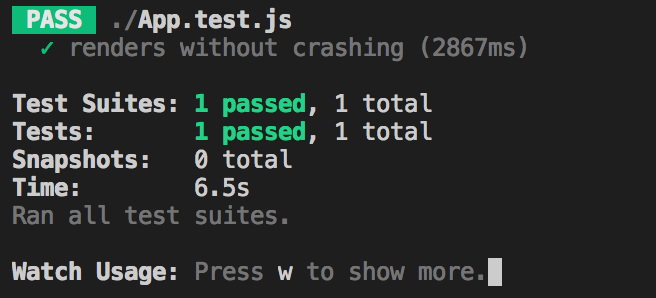 PASS ./App.test.js
✓ renders without crashing (2867ms)
Test Suites: 1 passed, 1 total
Tests: 1 passed, 1 total
Snapshots: 0 total
Time: 6.5s
Ran all test suites.
Watch Usage: Press w to show more.